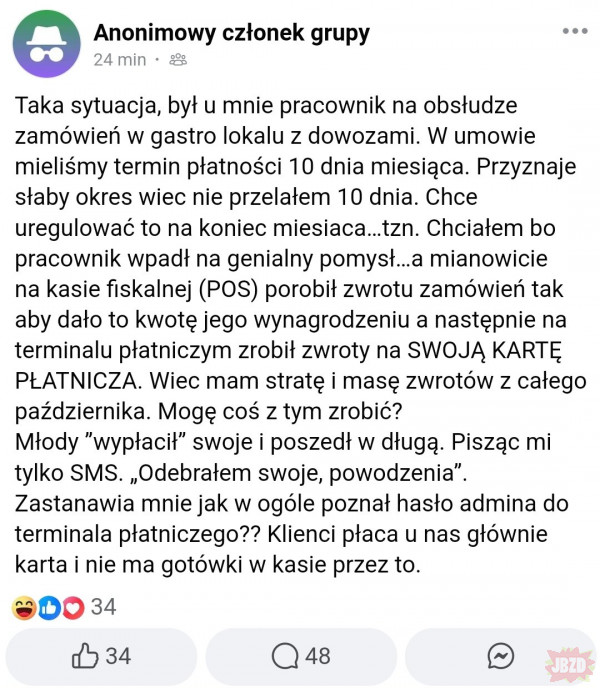 Anonimowy członek grupy
24 min ·
Taka sytuacja, był u mnie pracownik na obsłudze
zamówień w gastro lokalu z dowozami. W umowie
mieliśmy termin płatności 10 dnia miesiąca. Przyznaje
słaby okres wiec nie przelałem 10 dnia. Chce
uregulować to na koniec miesiaca...tzn. Chciałem bo
pracownik wpadł na genialny pomysł...a mianowicie
na kasie fiskalnej (POS) porobił zwrotu zamówień tak
aby dało to kwotę jego wynagrodzeniu a następnie na
terminalu płatniczym zrobił zwroty na SWOJĄ KARTĘ
PŁATNICZA. Wiec mam stratę i masę zwrotów z całego
października. Mogę coś z tym zrobić?
Młody ”wypłacił” swoje i poszedł w długą. Pisząc mi
tylko SMS. „Odebrałem swoje, powodzenia”.
Zastanawia mnie jak w ogóle poznał hasło admina do
terminala płatniczego?? Klienci płaca u nas głównie
karta i nie ma gotówki w kasie przez to.
34
34
48
JBZD